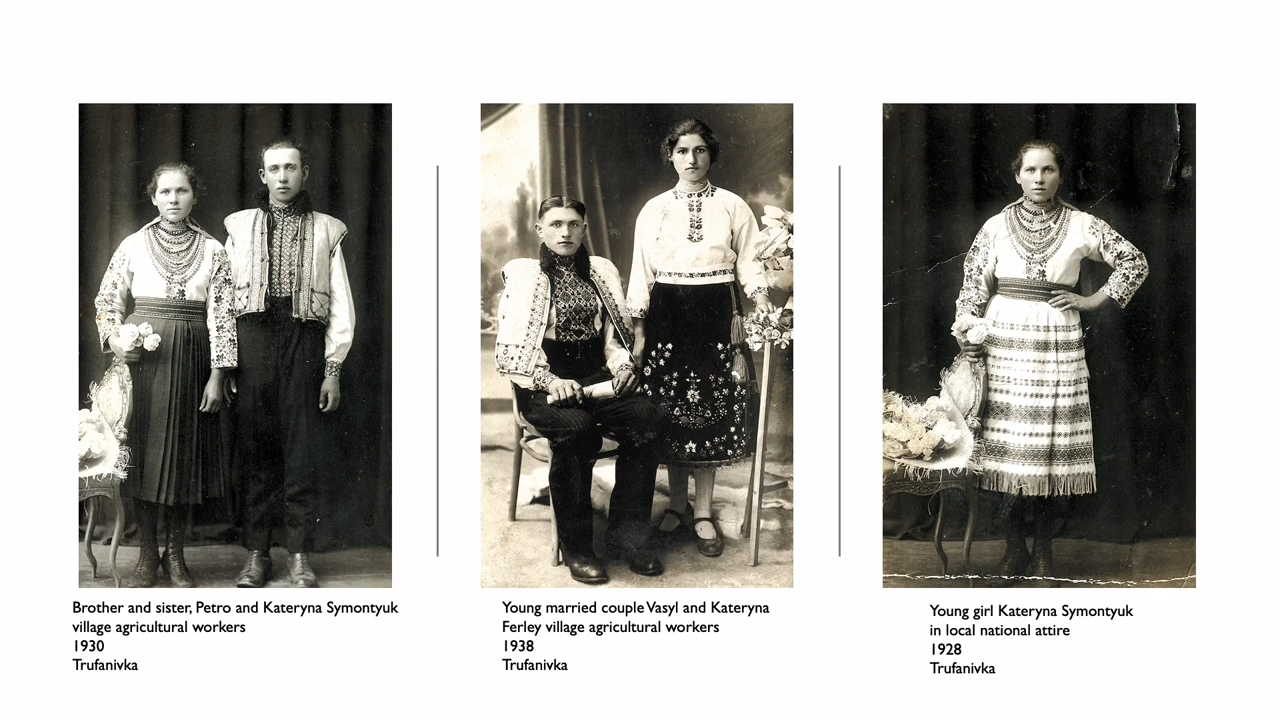 Brother and sister, Petro and Kateryna Symontyuk
village agricultural workers
1930
Trufanivka
Young married couple Vasyl and Kateryna
Ferley village agricultural workers
1938
Trufanivka
Young girl Kateryna Symontyuk
in local national attire
1928
Trufanivka